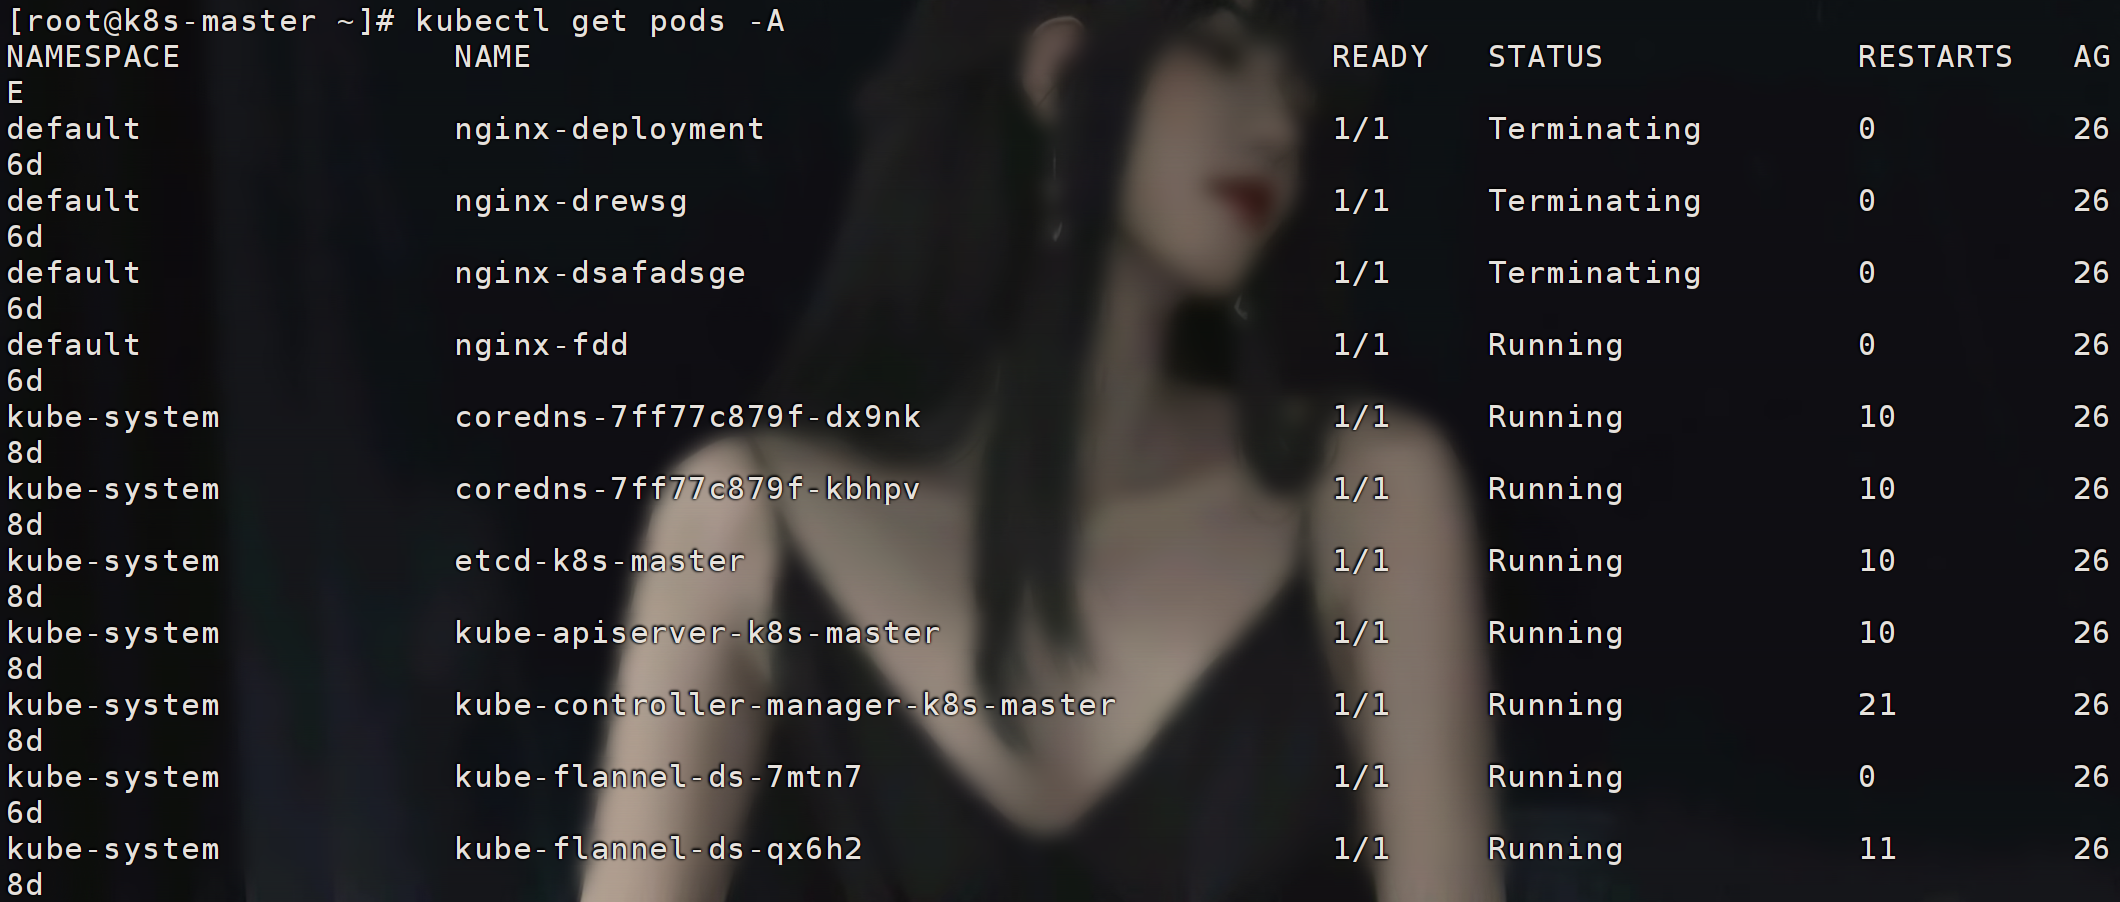 [root@k8s-master ~]# kubectl get pods -A
NAMESPACE NAME READY STATUS RESTARTS AG
E
default nginx-deployment 1/1 Terminating 0 26
6d
default nginx-drewsg 1/1 Terminating 0 26
6d
default nginx-dsafadsge 1/1 Terminating 0 26
6d
default nginx-fdd 1/1 Running 0 26
6d
kube-system coredns-7ff77c879f-dx9nk 1/1 Running 10 26
8d
kube-system coredns-7ff77c879f-kbhpv 1/1 Running 10 26
8d
kube-system etcd-k8s-master 1/1 Running 10 26
8d
kube-system kube-apiserver-k8s-master 1/1 Running 10 26
8d
kube-system kube-controller-manager-k8s-master 1/1 Running 21 26
8d
kube-system kube-flannel-ds-7mtn7 1/1 Running 0 26
6d
kube-system kube-flannel-ds-qx6h2 1/1 Running 11 26
8d